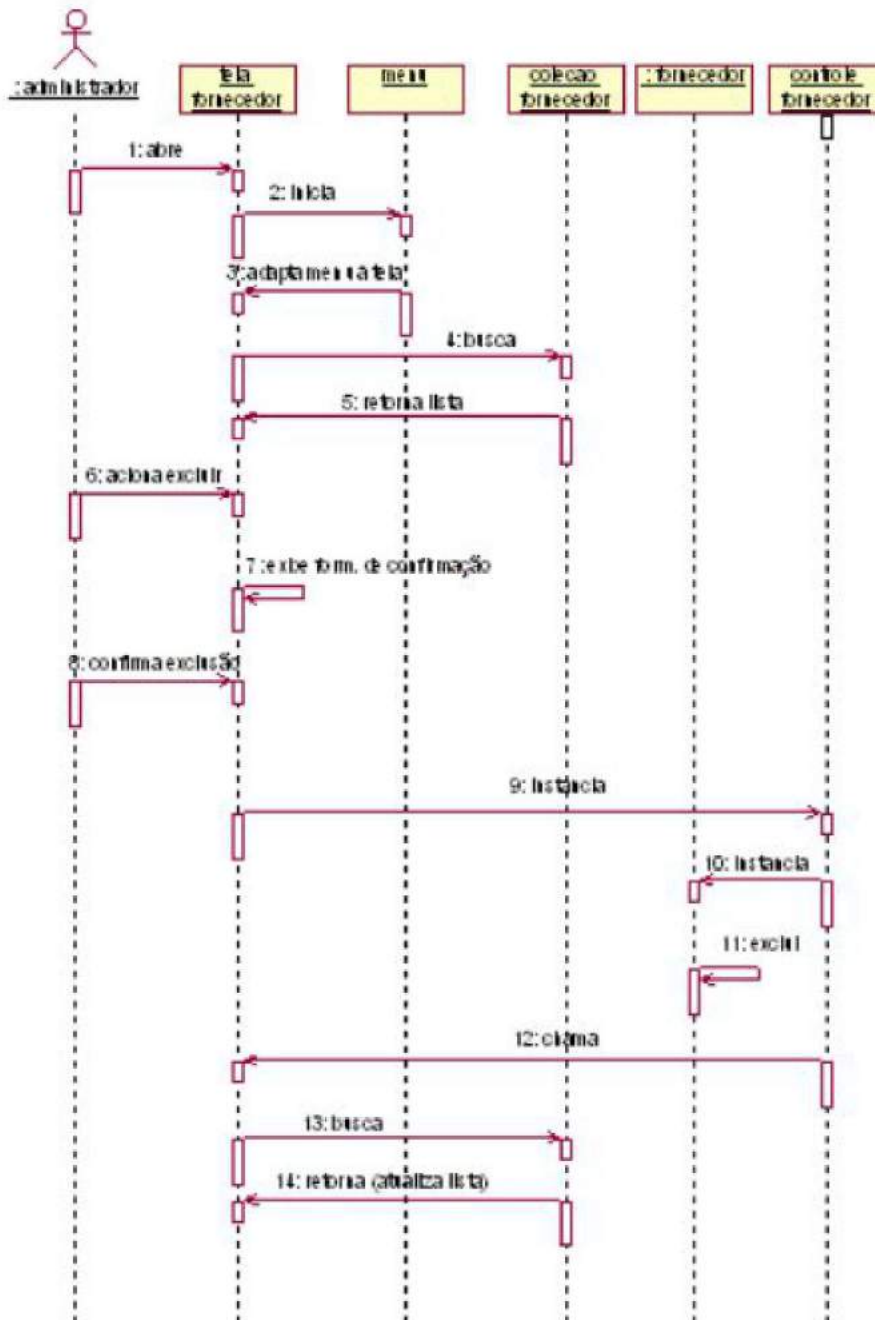 : administrador
tela
fornecedor
menu
colecao
fornecedor
: fornecedor
controle
fornecedor
1: abre
2: inicia
3: adapta menu à tela
4: busca
5: retorna lista
6: aciona excluir
7: exibe form. de confirmação
8: confirma exclusão
9: instancia
10: instancia
11: exclui
12: chama
13: busca
14: retorna (atualiza lista)